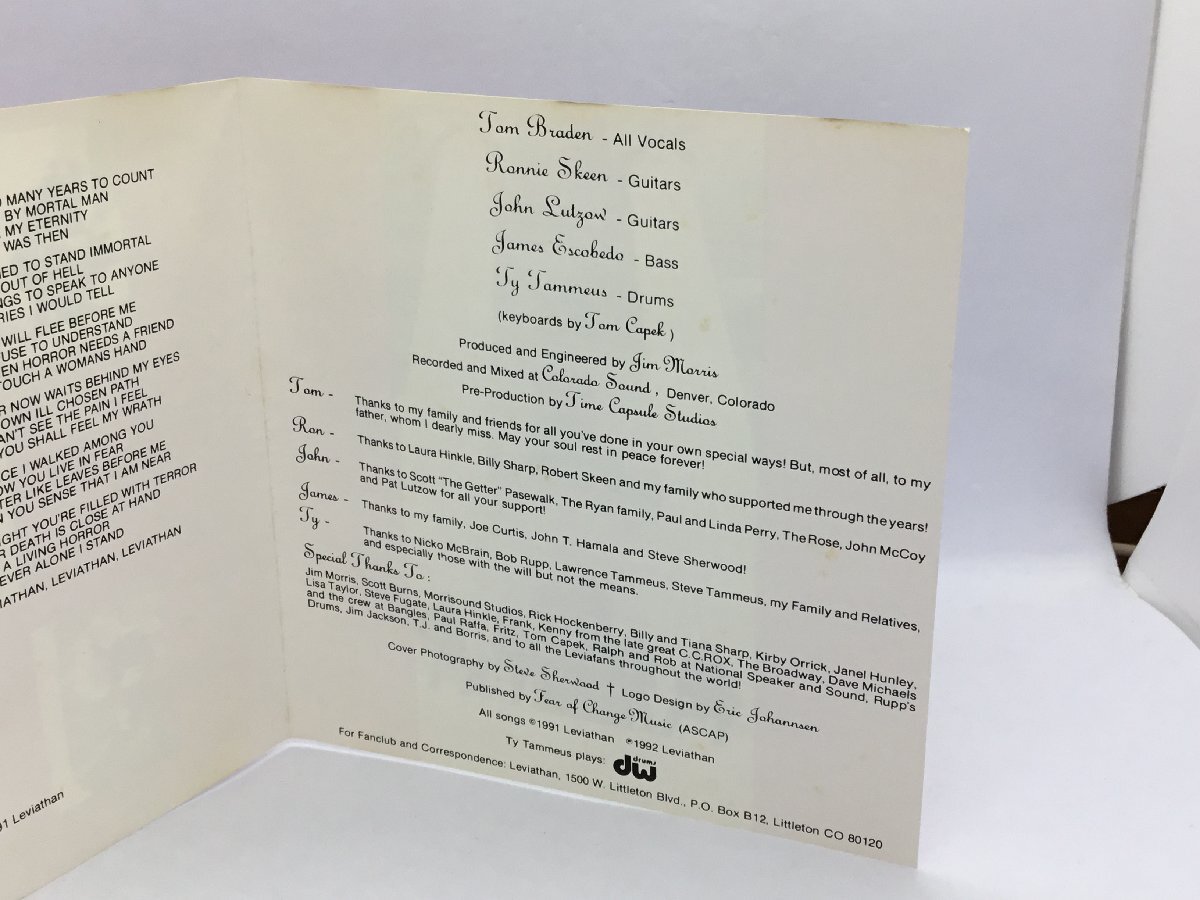 MANY YEARS TO COUNT
BY MORTAL MAN
MY ETERNITY
WAS THEN
TO STAND IMMORTAL
OUT OF HELL
TO SPEAK TO ANYONE
I WOULD TELL
WILL FLEE BEFORE ME
USE TO UNDERSTAND
HORROR NEEDS A FRIEND
TOUCH A WOMANS HAND
NOW WAITS BEHIND MY EYES
OWN ILL CHOSEN PATH
SEE THE PAIN I FEEL
YOU SHALL FEEL MY WRATH
I WALKED AMONG YOU
YOU LIVE IN FEAR
LIKE LEAVES BEFORE ME
YOU SENSE THAT I AM NEAR
YOU'RE FILLED WITH TERROR
DEATH IS CLOSE AT HAND
A LIVING HORROR
ALONE I STAND
LEVIATHAN, LEVIATHAN
Leviathan
Tom Braden - All Vocals
Ronnie Skeen - Guitars
John Lutzow - Guitars
James Escobedo - Bass
Ty Tammeus - Drums
(keyboards by Tom Capek)
Produced and Engineered by Jim Morris
Recorded and Mixed at Colorado Sound, Denver, Colorado
Pre-Production by Time Capsule Studios
Tom - Thanks to my family and friends for all you've done in your own special ways! But, most of all, to my
father, whom I dearly miss. May your soul rest in peace forever!
Ron - Thanks to Laura Hinkle, Billy Sharp, Robert Skeen and my family who supported me through the years!
John - Thanks to Scott "The Getter" Pasewalk, The Ryan family, Paul and Linda Perry, The Rose, John McCoy
and Pat Lutzow for all your support!
James - Thanks to my family, Joe Curtis, John T. Hamala and Steve Sherwood!
Ty - Thanks to Nicko McBrain, Bob Rupp, Lawrence Tammeus, Steve Tammeus, my Family and Relatives,
and especially those with the will but not the means.
Special Thanks To:
Jim Morris, Scott Burns, Morrisound Studios, Rick Hockenberry, Billy and Tiana Sharp, Kirby Orrick, Janel Hunley,
Lisa Taylor, Steve Fugate, Laura Hinkle, Frank, Kenny from the late great C.C.ROX, The Broadway, Dave Michaels
and the crew at Bangles, Paul Raffa, Fritz, Tom Capek, Ralph and Rob at National Speaker and Sound, Rupp's
Drums, Jim Jackson, T.J. and Borris, and to all the Leviafans throughout the world!
Cover Photography by Steve Sherwood † Logo Design by Eric Johannsen
Published by Fear of Change Music (ASCAP)
All songs ©1991 Leviathan ℗1992 Leviathan
Ty Tammeus plays: dw drums
For Fanclub and Correspondence: Leviathan, 1500 W. Littleton Blvd., P.O. Box B12, Littleton CO 80120